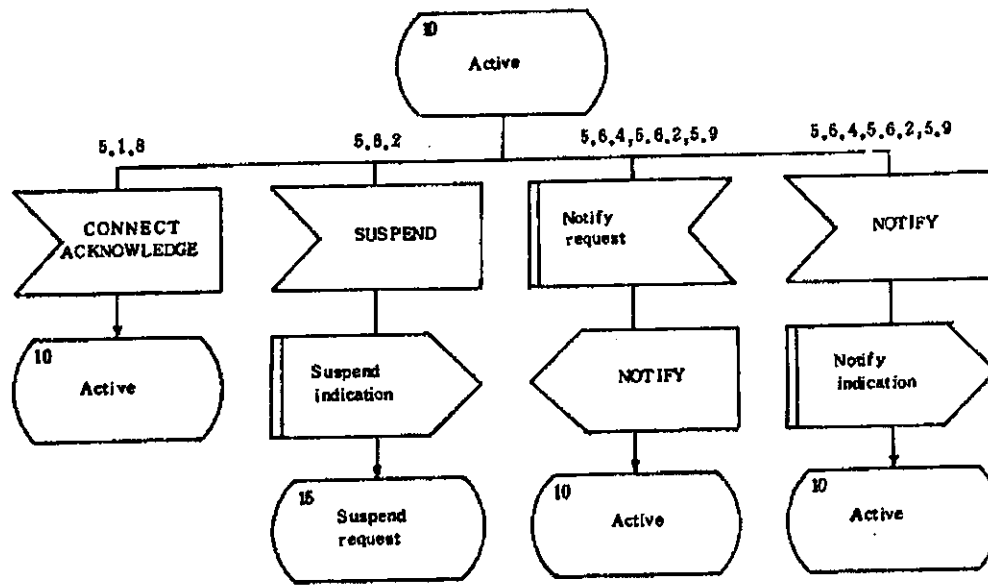 10
Active
5.1.8
5.6.2
5.6.4,5.6.2,5.9
5.6.4,5.6.2,5.9
CONNECT
ACKNOWLEDGE
SUSPEND
Notify
request
NOTIFY
10
Active
Suspend
indication
NOTIFY
Notify
indication
15
Suspend
request
10
Active
10
Active